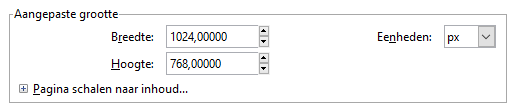 Aangepaste grootte
Breedte: 1024,00000 Eenheden: px
Hoogte: 768,00000
Pagina schalen naar inhoud...